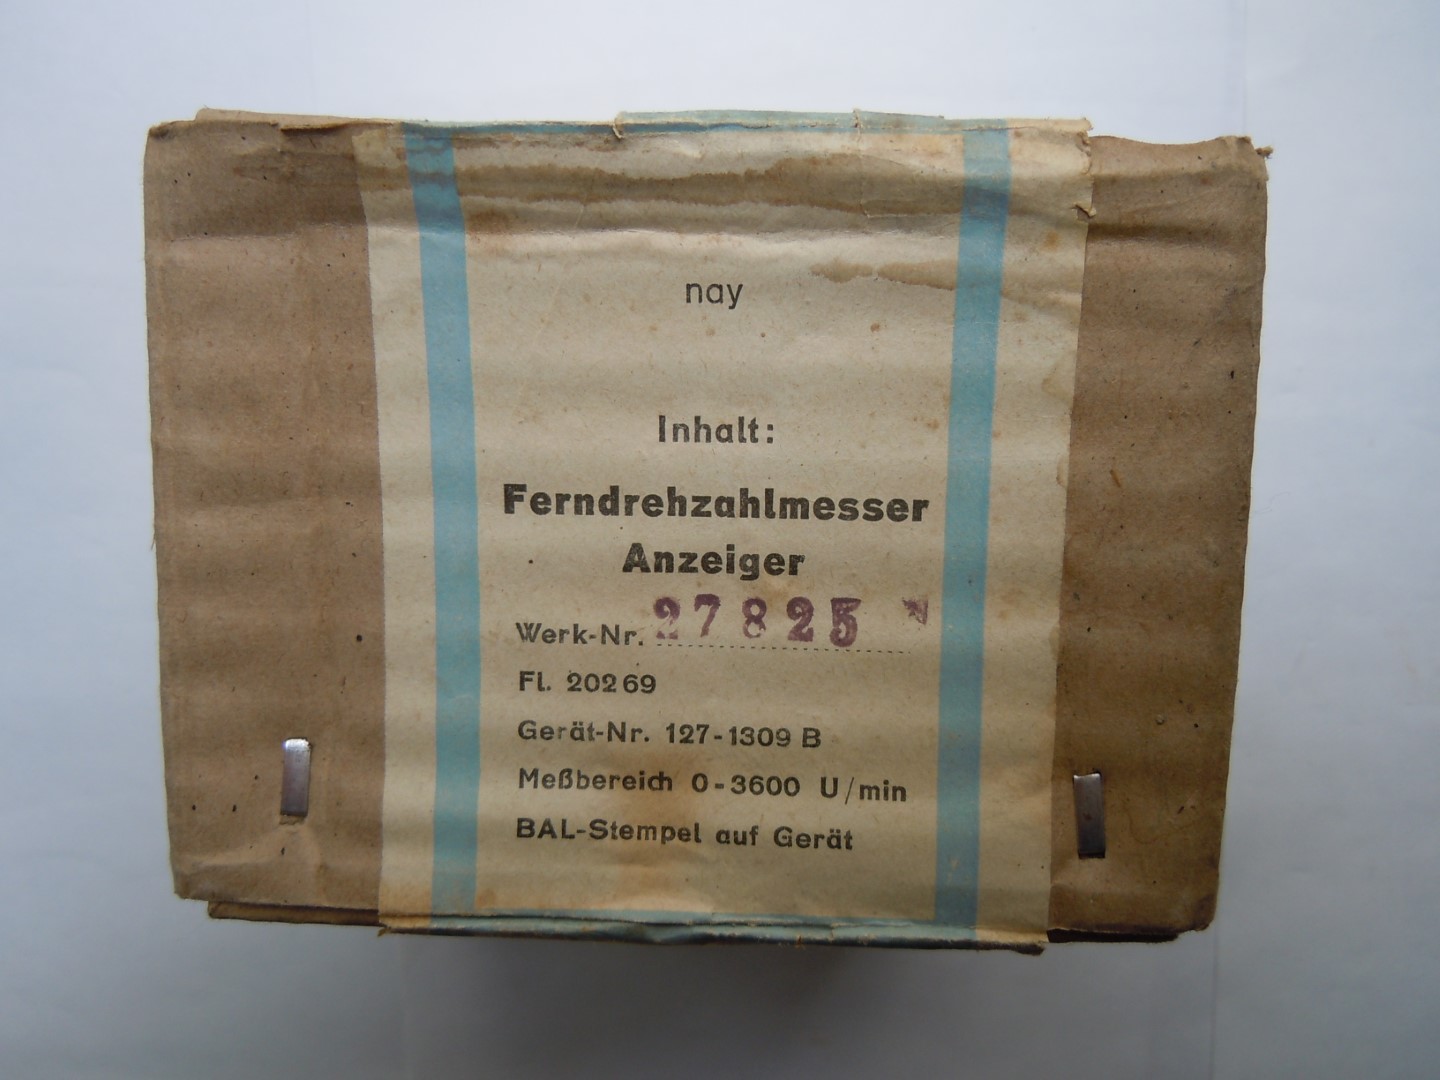 nay
Inhalt:
Ferndrehzahlmesser
Anzeiger
Werk-Nr. 27825
Fl. 20269
Gerät-Nr. 127-1309 B
Meßbereich 0-3600 U/min
BAL-Stempel auf Gerät